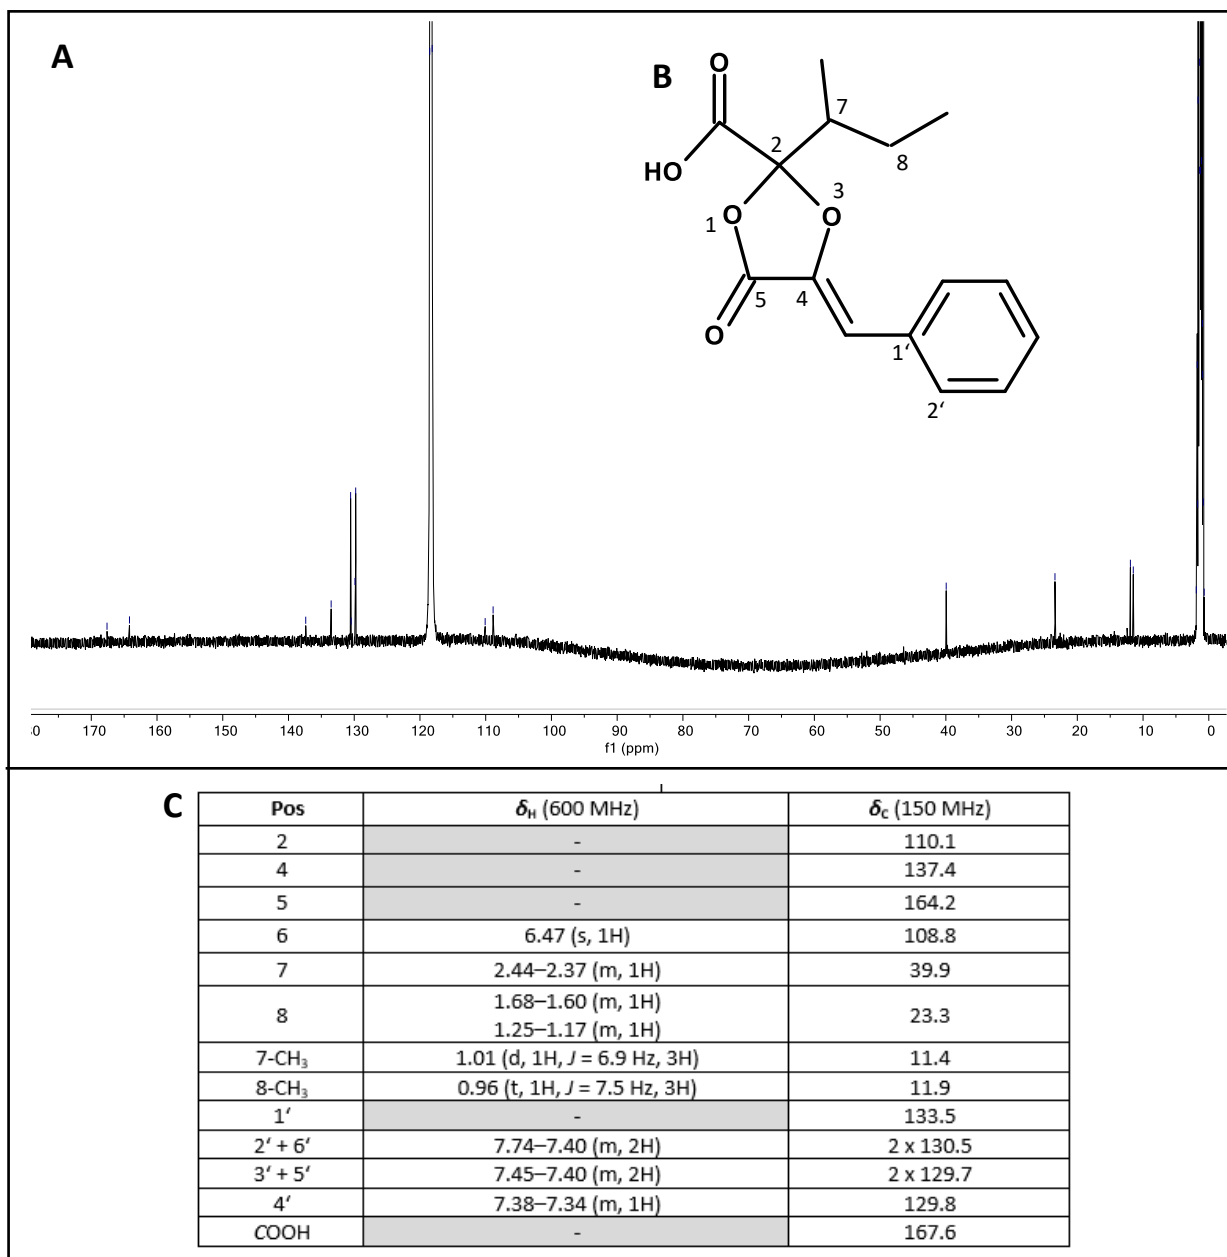 A
B
O
7
2
8
HO
3
O
O
1
5
4
O
1‘
2‘
:0 170 160 150 140 130 120 110 100 90 80 70 60 50 40 30 20 10 0
f1 (ppm)
C
Pos δH (600 MHz) δC (150 MHz)
2 - 110.1
4 - 137.4
5 - 164.2
6 6.47 (s, 1H) 108.8
7 2.44–2.37 (m, 1H) 39.9
8 1.68–1.60 (m, 1H) 23.3
1.25–1.17 (m, 1H)
7-CH₃ 1.01 (d, 1H, J = 6.9 Hz, 3H) 11.4
8-CH₃ 0.96 (t, 1H, J = 7.5 Hz, 3H) 11.9
1‘ - 133.5
2‘ + 6‘ 7.74–7.40 (m, 2H) 2 x 130.5
3‘ + 5‘ 7.45–7.40 (m, 2H) 2 x 129.7
4‘ 7.38–7.34 (m, 1H) 129.8
COOH - 167.6